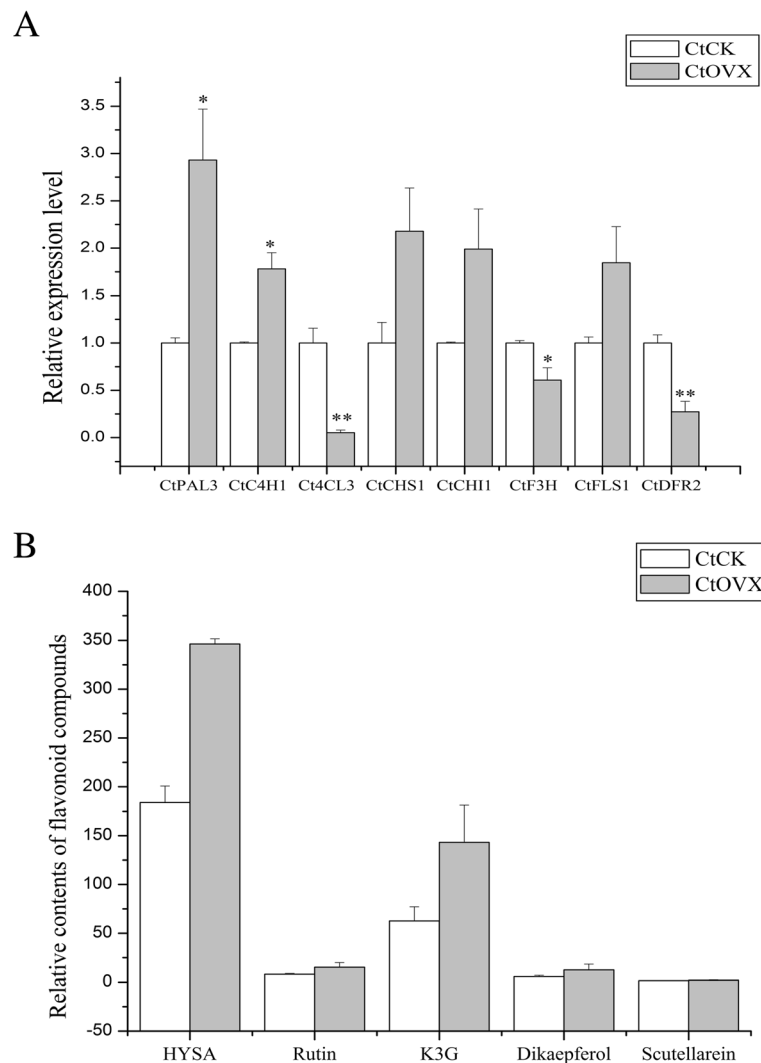 A
CtCK
CtOVX
Relative expression level
3.5
3.0
2.5
2.0
1.5
1.0
0.5
0.0
*
*
**
*
**
CtPAL3 CtC4H1 Ct4CL3 CtCHS1 CtCHI1 CtF3H CtFLS1 CtDFR2
B
CtCK
CtOVX
Relative contents of flavonoid compounds
400
350
300
250
200
150
100
50
0
-50
HYSA Rutin K3G Dikaepferol Scutellarein